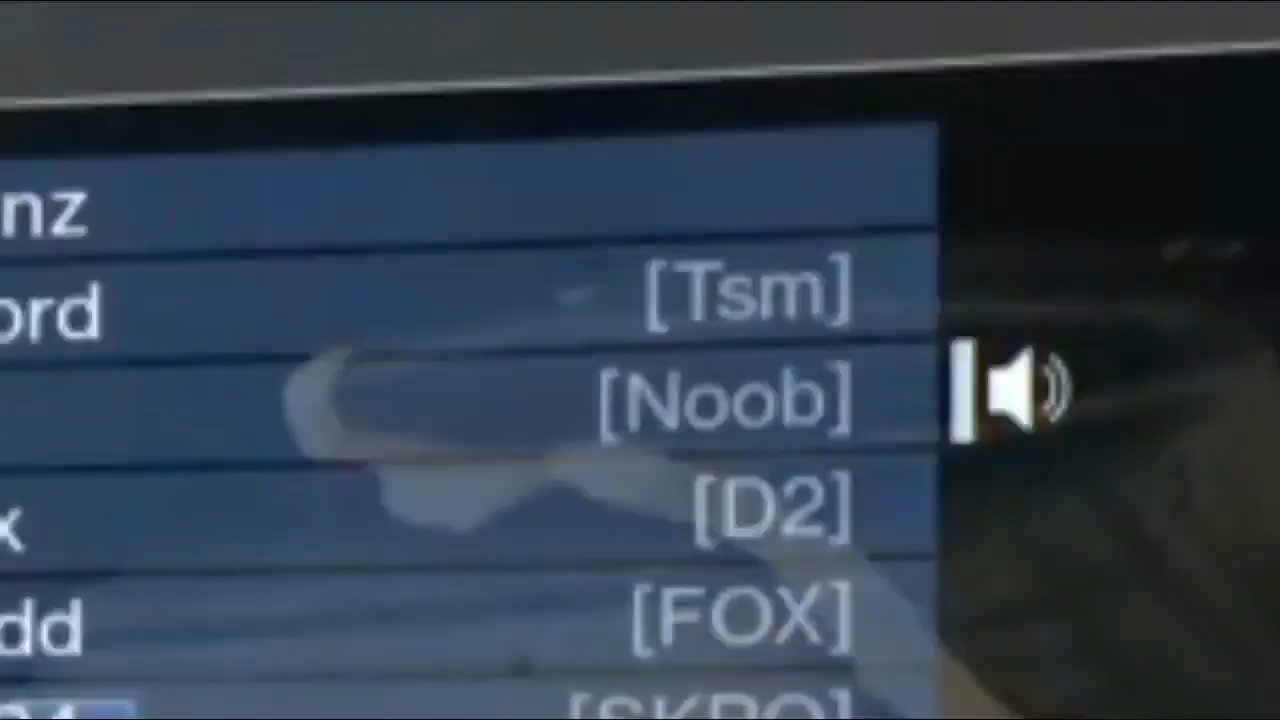 nz
ord [Tsm]
[Noob]
x [D2]
dd [FOX]